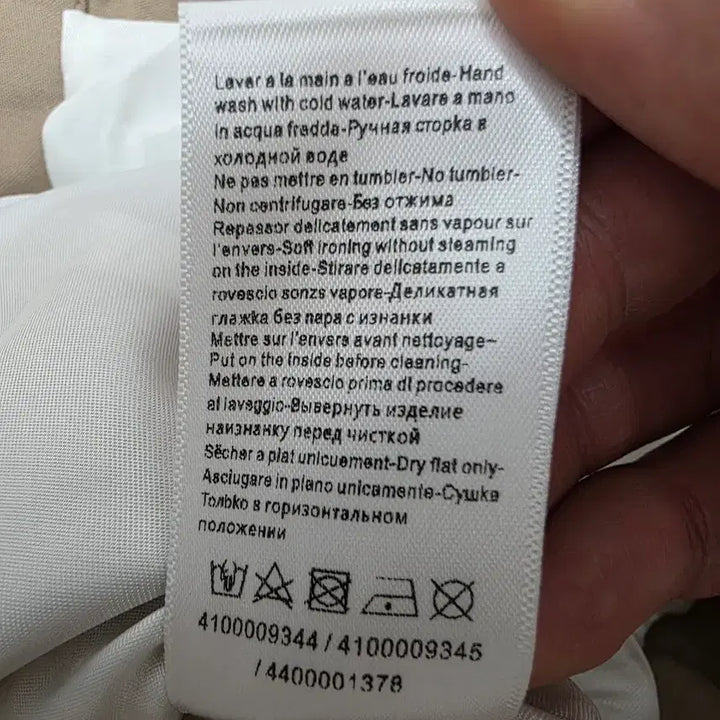 Laver a la main a l'eau froide-Hand
wash with cold water-Lavare a mano
in acqua fredda-Ручная сторка в
холодной воде
Ne pas mettre en tumbler-No tumbler-
Non centrifugare-Без отжима
Repasser delicatement sans vapour sur
l'envers-Soft ironing without steaming
on the inside-Stirare delicatamente a
rovescio sonzs vapore-Деликатная
глажка без пара с изнанки
Mettre sur l'envers avant nettoyage-
Put on the inside before cleaning-
Mettere a rovescio prima di procedere
al lavaggio-Вывернуть изделие
наизнанку перед чисткой
Sëcher a plat unicuement-Dry flat only-
Asciugare in piano unicamente-Сушка
Только в горизонтальном
положении
4100009344 / 4100009345
/ 4400001378